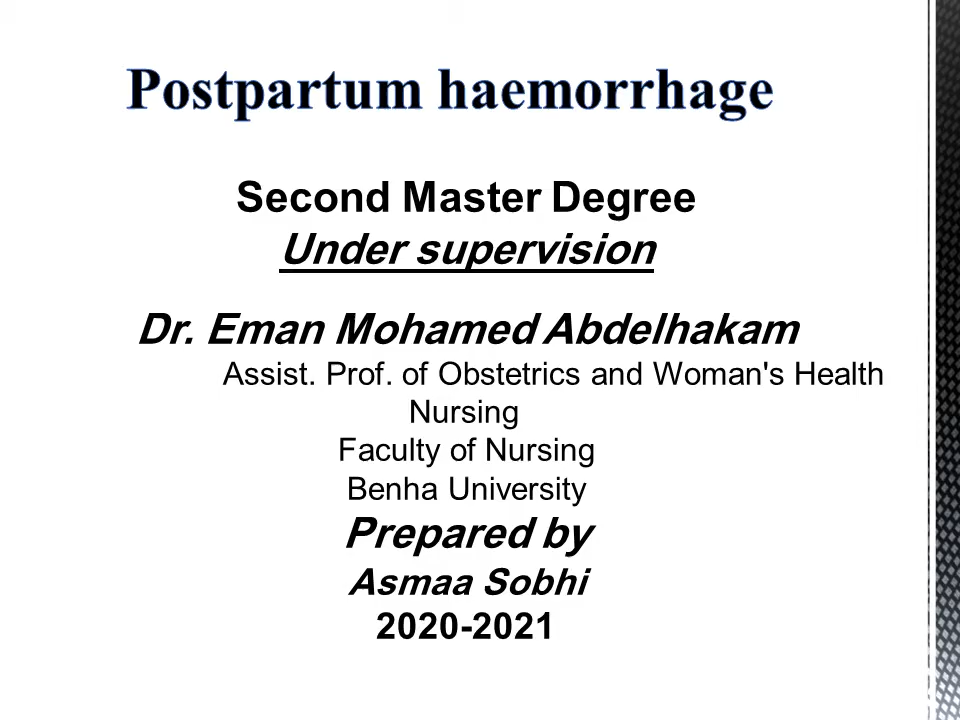 Postpartum haemorrhage
Second Master Degree
Under supervision
Dr. Eman Mohamed Abdelhakam
Assist. Prof. of Obstetrics and Woman's Health
Nursing
Faculty of Nursing
Benha University
Prepared by
Asmaa Sobhi
2020-2021